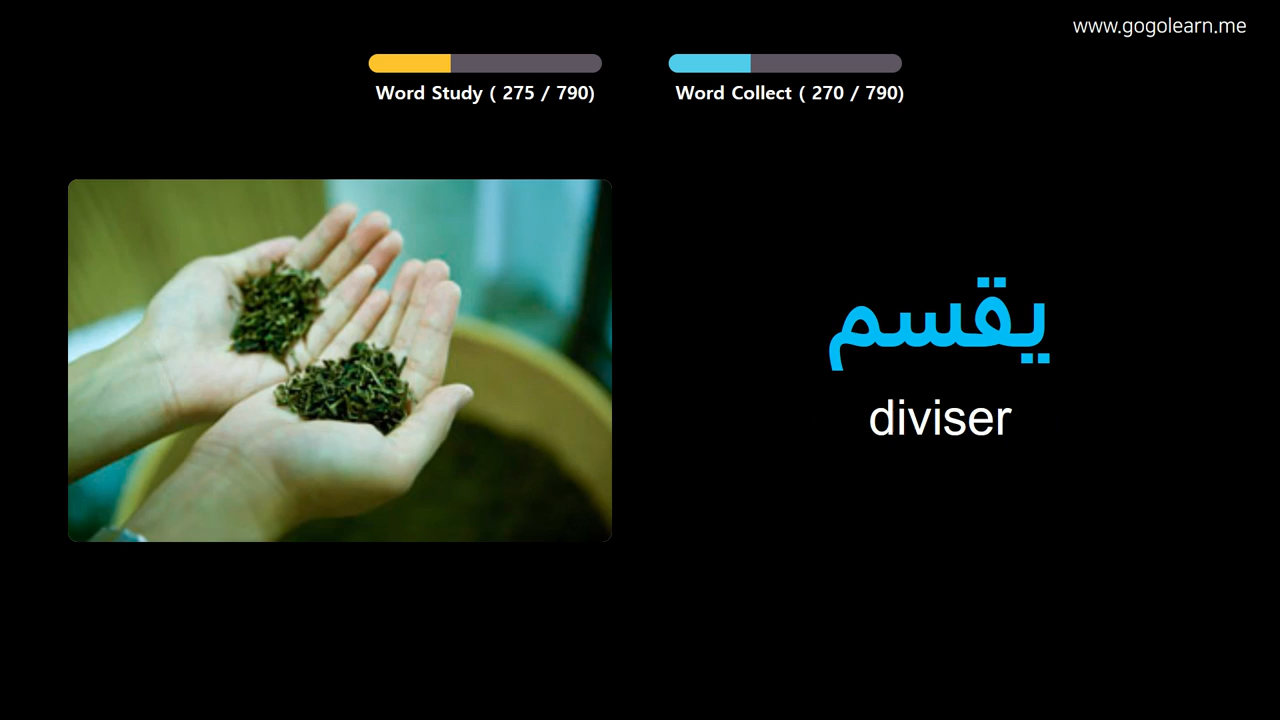 www.gogolearn.me
Word Study ( 275 / 790)
Word Collect ( 270 / 790)
يقسم
diviser